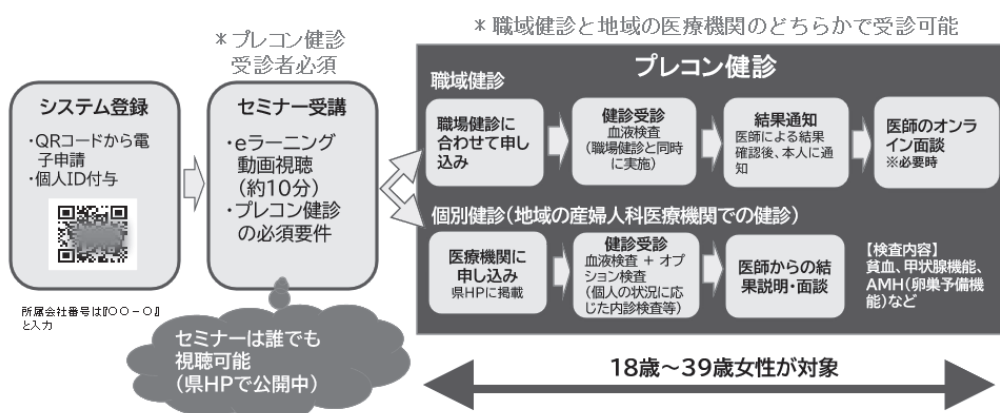 ＊プレコン健診
受診者必須
＊職域健診と地域の医療機関のどちらかで受診可能
システム登録
・QRコードから電
子申請
・個人ID付与
所属会社番号は『〇〇－〇』
と入力
セミナー受講
・eラーニング
動画視聴
（約10分）
・プレコン健診
の必須要件
セミナーは誰でも
視聴可能
（県HPで公開中）
プレコン健診
職域健診
職場健診に
合わせて申し
込み
健診受診
血液検査
（職場健診と同時
に実施）
結果通知
医師による結果
確認後、本人に通
知
医師のオンラ
イン面談
※必要時
個別健診（地域の産婦人科医療機関での健診）
医療機関に
申し込み
県HPに掲載
健診受診
血液検査 ＋ オプ
ション検査
（個人の状況に応
じた内診検査等）
医師からの結
果説明・面談
【検査内容】
貧血、甲状腺機能、
AMH（卵巣予備機
能）など
18歳～39歳女性が対象